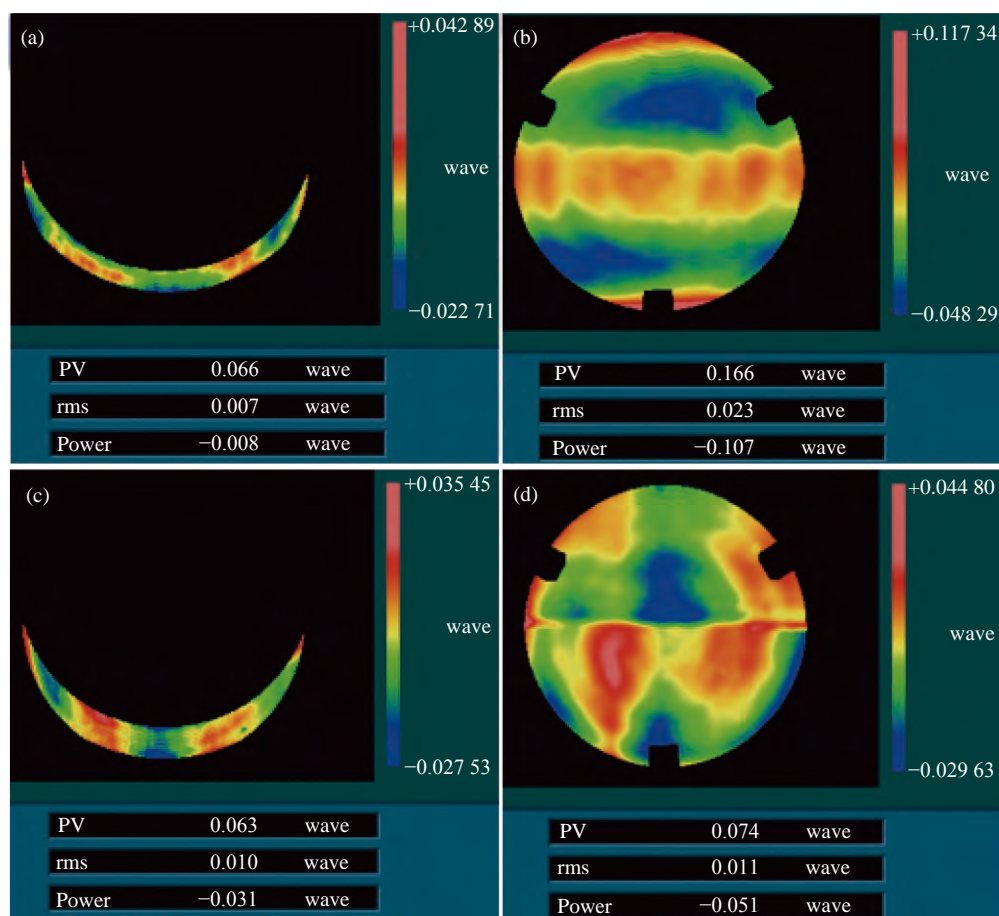 (a)
+0.042 89
wave
−0.022 71
PV 0.066 wave
rms 0.007 wave
Power −0.008 wave
(b)
+0.117 34
wave
−0.048 29
PV 0.166 wave
rms 0.023 wave
Power −0.107 wave
(c)
+0.035 45
wave
−0.027 53
PV 0.063 wave
rms 0.010 wave
Power −0.031 wave
(d)
+0.044 80
wave
−0.029 63
PV 0.074 wave
rms 0.011 wave
Power −0.051 wave